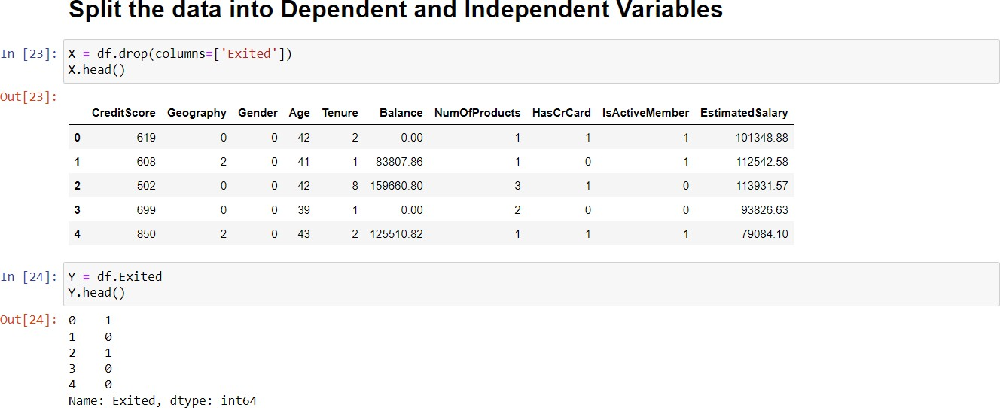 Split the data into Dependent and Independent Variables
In [23]: X = df.drop(columns=['Exited'])
X.head()
Out[23]:
CreditScore Geography Gender Age Tenure Balance NumOfProducts HasCrCard IsActiveMember EstimatedSalary
0 619 0 0 42 2 0.00 1 1 1 101348.88
1 608 2 0 41 1 83807.86 1 0 1 112542.58
2 502 0 0 42 8 159660.80 3 1 0 113931.57
3 699 0 0 39 1 0.00 2 0 0 93826.63
4 850 2 0 43 2 125510.82 1 1 1 79084.10
In [24]: Y = df.Exited
Y.head()
Out[24]: 0 1
1 0
2 1
3 0
4 0
Name: Exited, dtype: int64